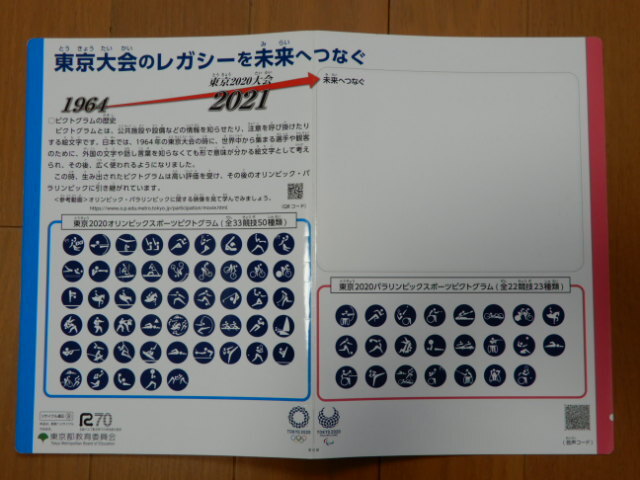 東京大会のレガシーを未来へつなぐ
1964
東京2020大会
2021
未来へつなぐ
□ピクトグラムの歴史
ピクトグラムとは、公共施設や設備などの情報を知らせたり、注意を呼び掛けたり
する絵文字です。日本では、1964年の東京大会の時に、世界中から集まる選手や観客
のために、外国の文字や話し言葉を知らなくても形で意味が分かる絵文字として考え
られ、その後、広く使われるようになりました。
この時、生み出されたピクトグラムは高い評価を受け、その後のオリンピック・パ
ラリンピックに引き継がれています。
<参考動画>オリンピック・パラリンピックに関する映像を見て学んでみましょう。
(QRコード)
東京2020オリンピックスポーツピクトグラム(全33競技50種類)
東京2020パラリンピックスポーツピクトグラム(全22競技23種類)
R70
東京都教育委員会
Tokyo Metropolitan Board of Education
TOKYO 2020
TOKYO 2020
(音声コード)